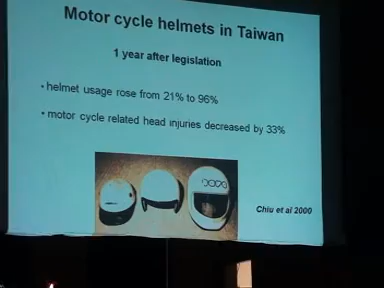 Motor cycle helmets in Taiwan
1 year after legislation
• helmet usage rose from 21% to 96%
• motor cycle related head injuries decreased by 33%
Chiu et al 2000